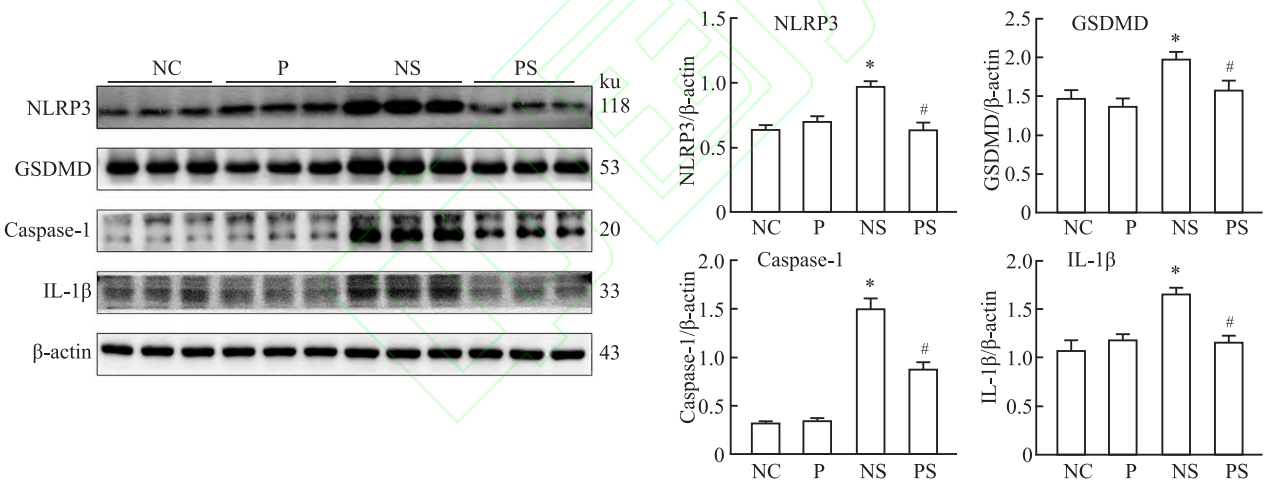 NC P NS PS
ku
NLRP3 118
GSDMD 53
Caspase-1 20
IL-1β 33
β-actin 43
NLRP3
NLRP3/β-actin
1.5
1.0
0.5
0
*
#
NC P NS PS
GSDMD
GSDMD/β-actin
2.5
2.0
1.5
1.0
0.5
0
*
#
NC P NS PS
Caspase-1
Caspase-1/β-actin
2.0
1.5
1.0
0.5
0
*
#
NC P NS PS
IL-1β
IL-1β/β-actin
2.0
1.5
1.0
0.5
0
*
#
NC P NS PS